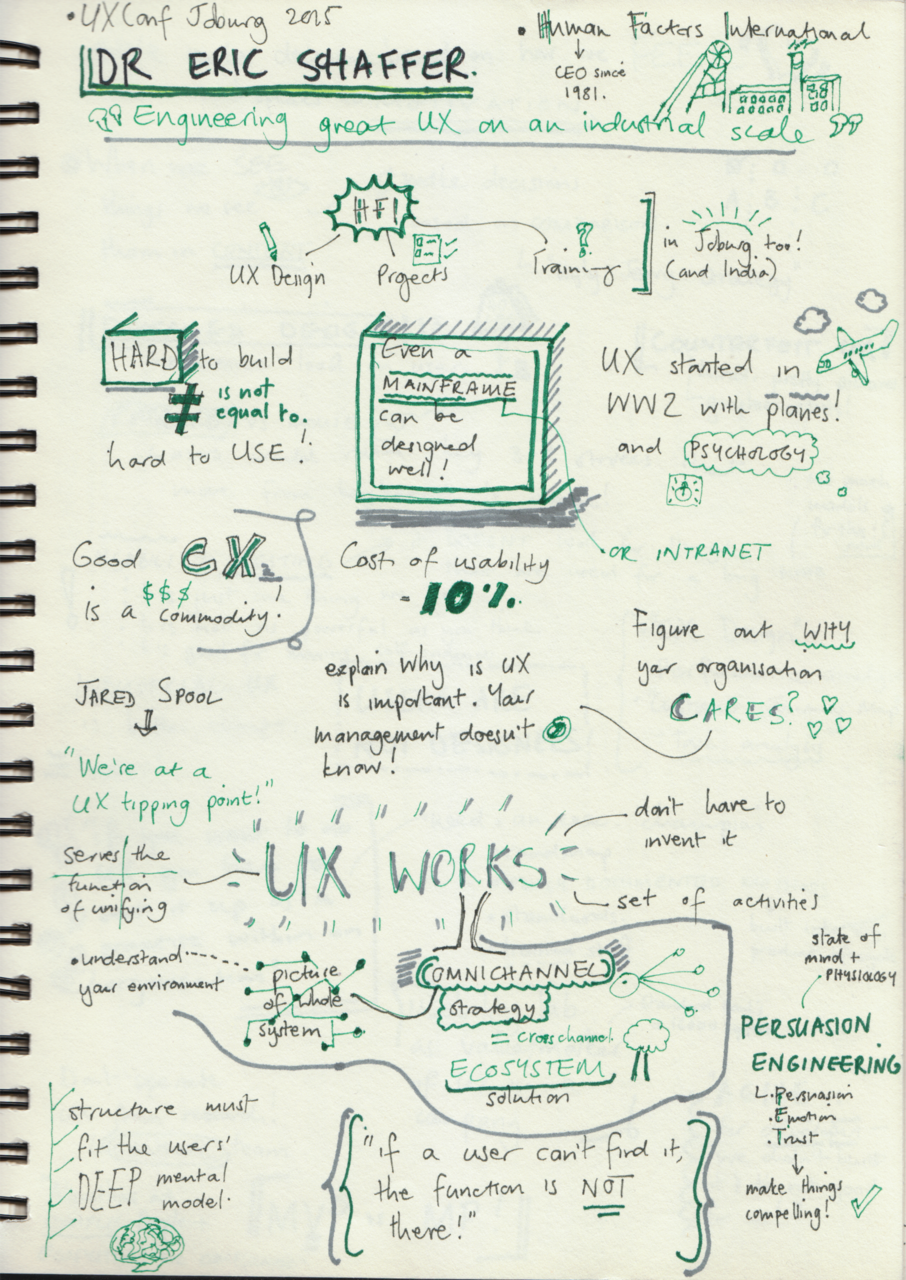 • UXConf Joburg 2015
DR ERIC SHAFFER.
• Human Factors International
CEO since
1981.
"Engineering great UX on an industrial scale"
HFI
UX Design
Projects
?
Training
in Joburg too!
(and India)
HARD to build
≠ is not
equal to.
hard to USE!
Even a
MAINFRAME
can be
designed
well!
OR INTRANET
UX started in
WW2 with planes!
and PSYCHOLOGY
Good CX
$$$
is a commodity!
Cost of usability
- 10%.
Figure out WHY
your organisation
CARES?
explain why is UX
is important. Your
management doesn't
know!
JARED SPOOL
"We're at a
UX tipping point!"
UX WORKS
don't have to
invent it
set of activities
serves the
function
of unifying
• understand
your environment
picture
of whole
system
OMNICHANNEL
strategy
= cross channel.
ECOSYSTEM
solution
state of
mind +
PHYSIOLOGY
PERSUASION
ENGINEERING
. Persuasion
. Emotion
. Trust
make things
compelling!
structure must
fit the users'
DEEP mental
model.
"if a user can't find it,
the function is NOT
there!"